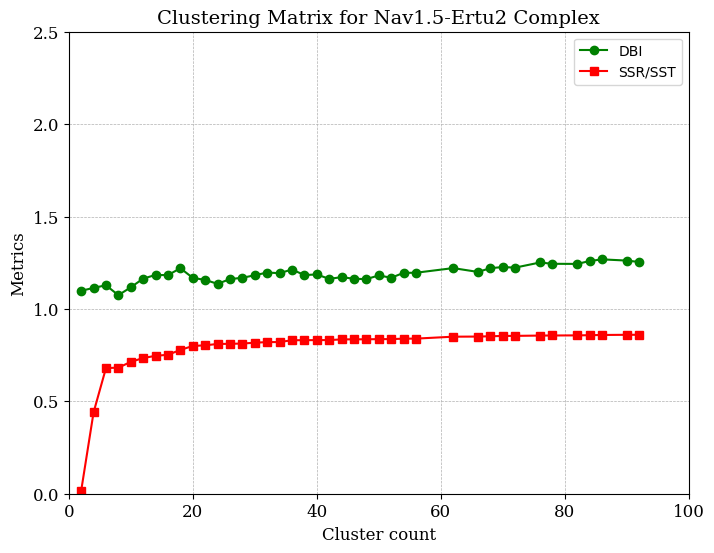 Clustering Matrix for Nav1.5-Ertu2 Complex
2.5
2.0
1.5
1.0
0.5
0.0
Metrics
DBI
SSR/SST
0 20 40 60 80 100
Cluster count